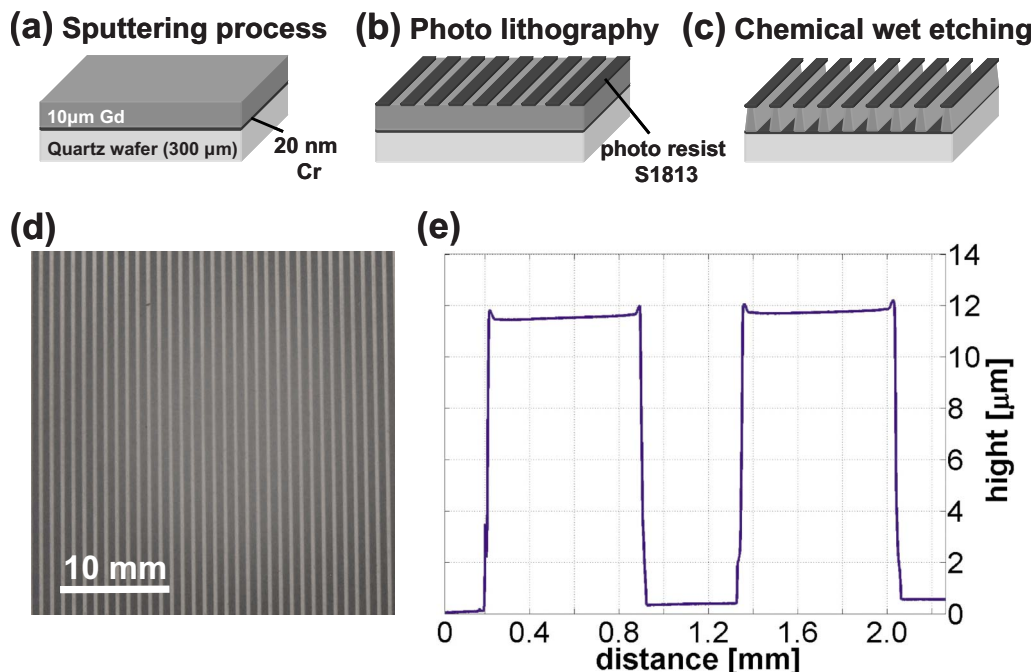 (a) Sputtering process
(b) Photo lithography
(c) Chemical wet etching
10µm Gd
Quartz wafer (300 µm)
20 nm
Cr
photo resist
S1813
(d)
10 mm
(e)
14
12
10
8
6
4
2
0
hight [µm]
0 0.4 0.8 1.2 1.6 2.0
distance [mm]